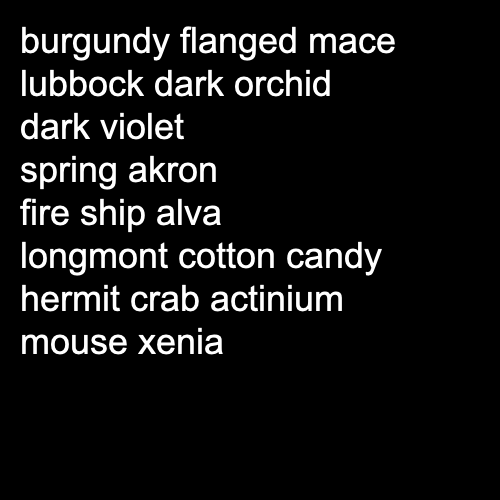 burgundy flanged mace
lubbock dark orchid
dark violet
spring akron
fire ship alva
longmont cotton candy
hermit crab actinium
mouse xenia